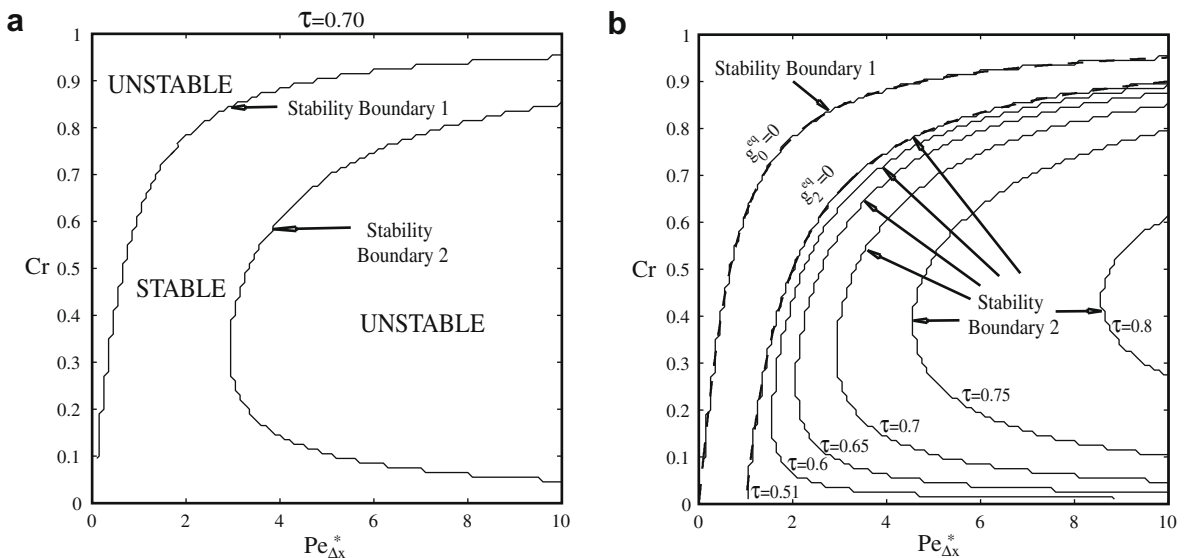 a
τ=0.70
1
0.9
0.8
0.7
0.6
0.5
0.4
0.3
0.2
0.1
0
Cr
UNSTABLE
Stability Boundary 1
Stability
Boundary 2
STABLE
UNSTABLE
0 2 4 6 8 10
Pe*Δx
b
1
0.9
0.8
0.7
0.6
0.5
0.4
0.3
0.2
0.1
0
Cr
Stability Boundary 1
g0^eq=0
g2^eq=0
Stability
Boundary 2
τ=0.8
τ=0.75
τ=0.7
τ=0.65
τ=0.6
τ=0.51
0 2 4 6 8 10
Pe*Δx